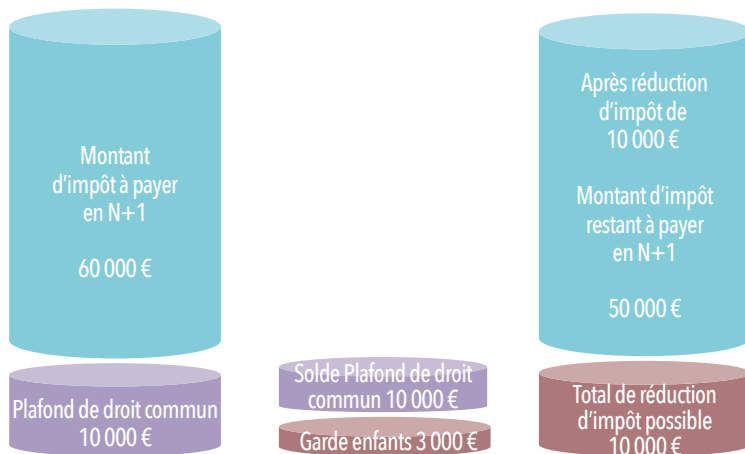 Montant
d'impôt à payer
en N+1
60 000 €
Plafond de droit commun
10 000 €
Solde Plafond de droit
commun 10 000 €
Garde enfants 3 000 €
Après réduction
d'impôt de
10 000 €
Montant d'impôt
restant à payer
en N+1
50 000 €
Total de réduction
d'impôt possible
10 000 €